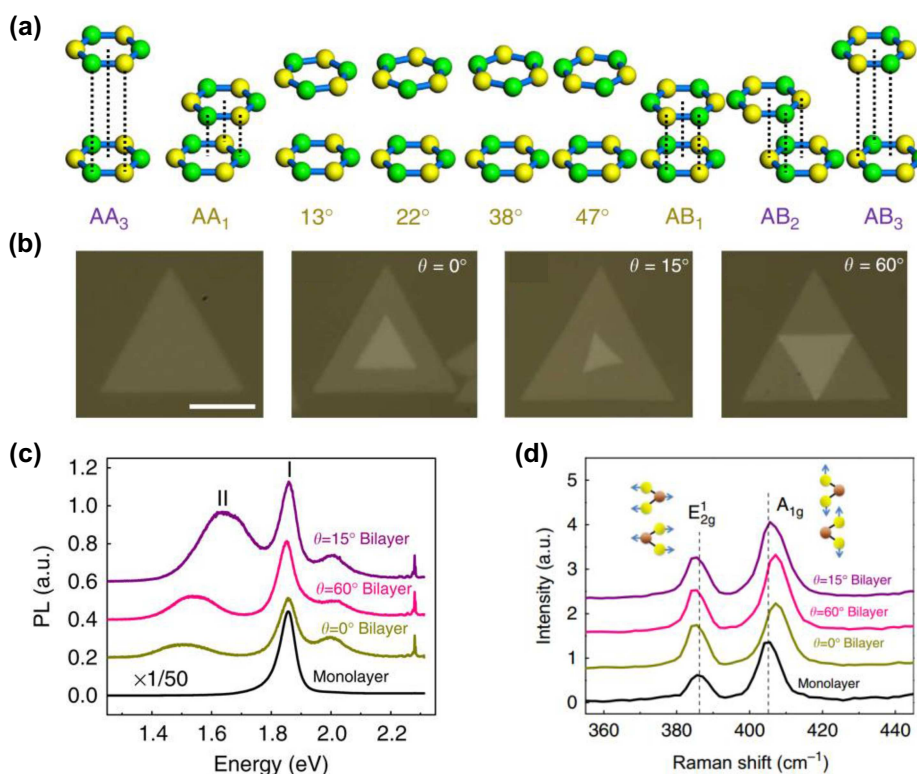 (a)
AA₃ AA₁ 13° 22° 38° 47° AB₁ AB₂ AB₃
(b)
θ = 0° θ = 15° θ = 60°
(c)
1.2
1.0
0.8
0.6
0.4
0.2
0.0
PL (a.u.)
II
I
θ=15° Bilayer
θ=60° Bilayer
θ=0° Bilayer
Monolayer
×1/50
1.4 1.6 1.8 2.0 2.2
Energy (eV)
(d)
5
4
3
2
1
0
Intensity (a.u.)
E¹₂g
A₁g
θ=15° Bilayer
θ=60° Bilayer
θ=0° Bilayer
Monolayer
360 380 400 420 440
Raman shift (cm⁻¹)